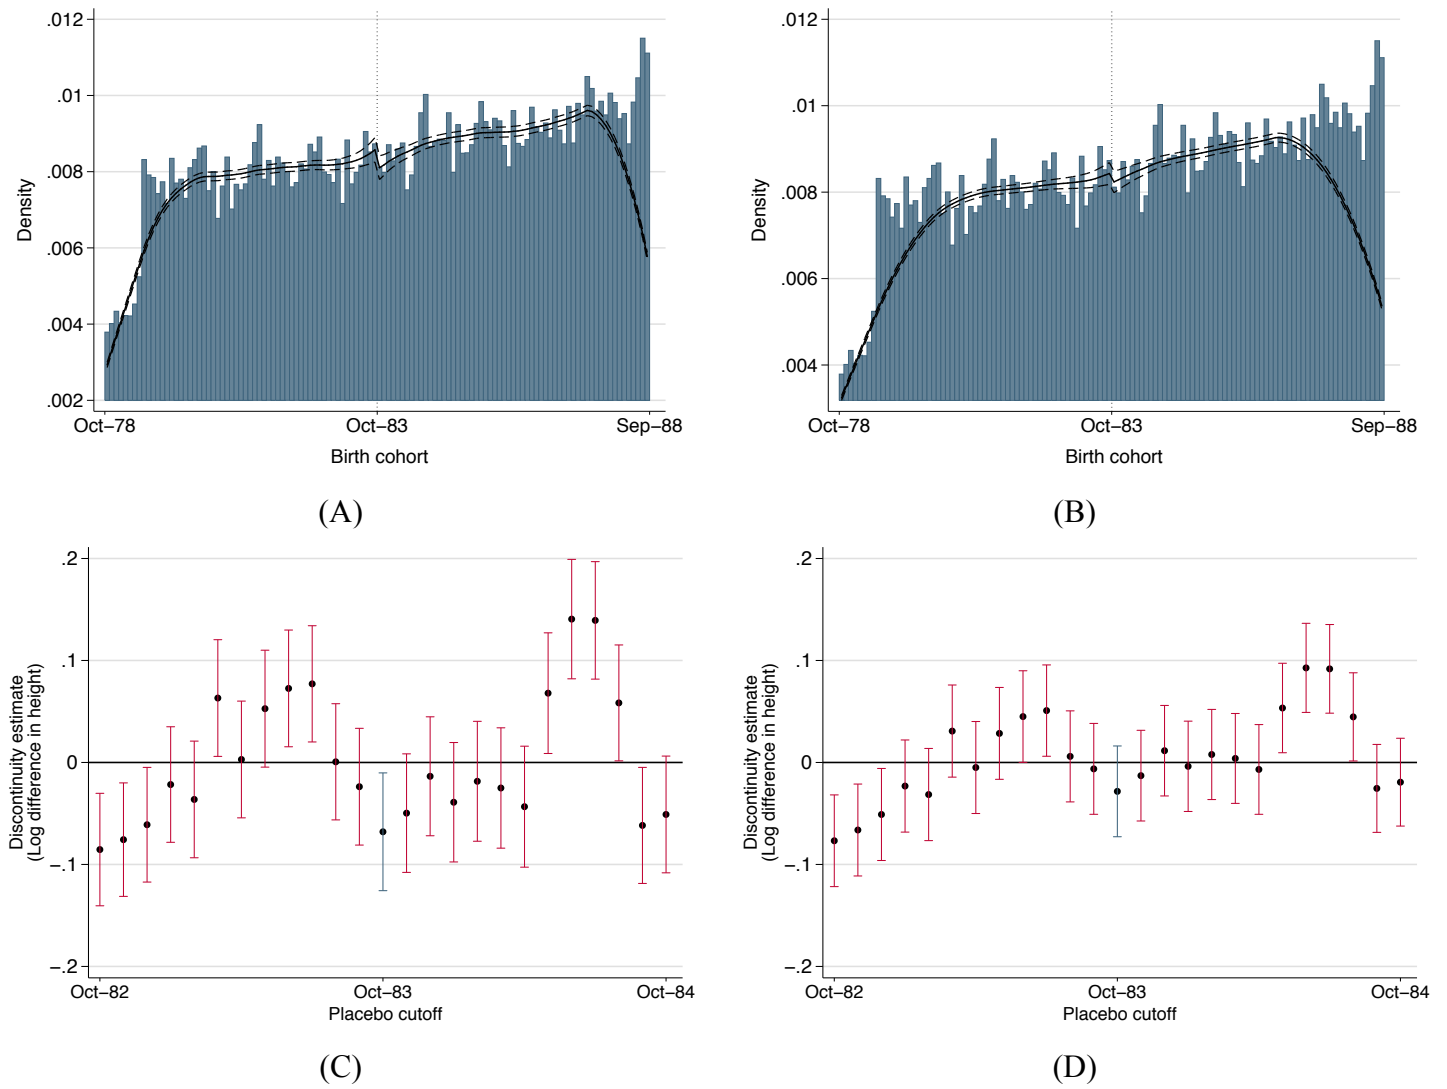 .012
.01
.008
.006
.004
.002
Density
Oct-78
Oct-83
Sep-88
Birth cohort
(A)
.012
.01
.008
.006
.004
Density
Oct-78
Oct-83
Sep-88
Birth cohort
(B)
.2
.1
0
-.1
-.2
Discontinuity estimate
(Log difference in height)
Oct-82
Oct-83
Oct-84
Placebo cutoff
(C)
.2
.1
0
-.1
-.2
Discontinuity estimate
(Log difference in height)
Oct-82
Oct-83
Oct-84
Placebo cutoff
(D)